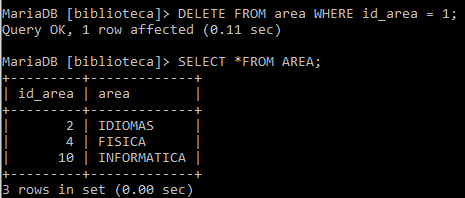 MariaDB [biblioteca]> DELETE FROM area WHERE id_area = 1;
Query OK, 1 row affected (0.11 sec)
MariaDB [biblioteca]> SELECT *FROM AREA;
+---------+-------------+
| id_area | area        |
+---------+-------------+
|       2 | IDIOMAS     |
|       4 | FISICA      |
|      10 | INFORMATICA |
+---------+-------------+
3 rows in set (0.00 sec)